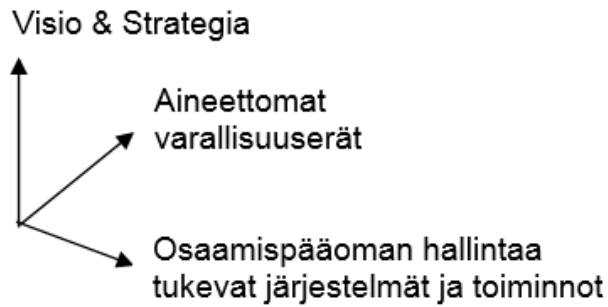 Visio & Strategia
Aineettomat
varallisuuserät
Osaamispääoman hallintaa
tukevat järjestelmät ja toiminnot